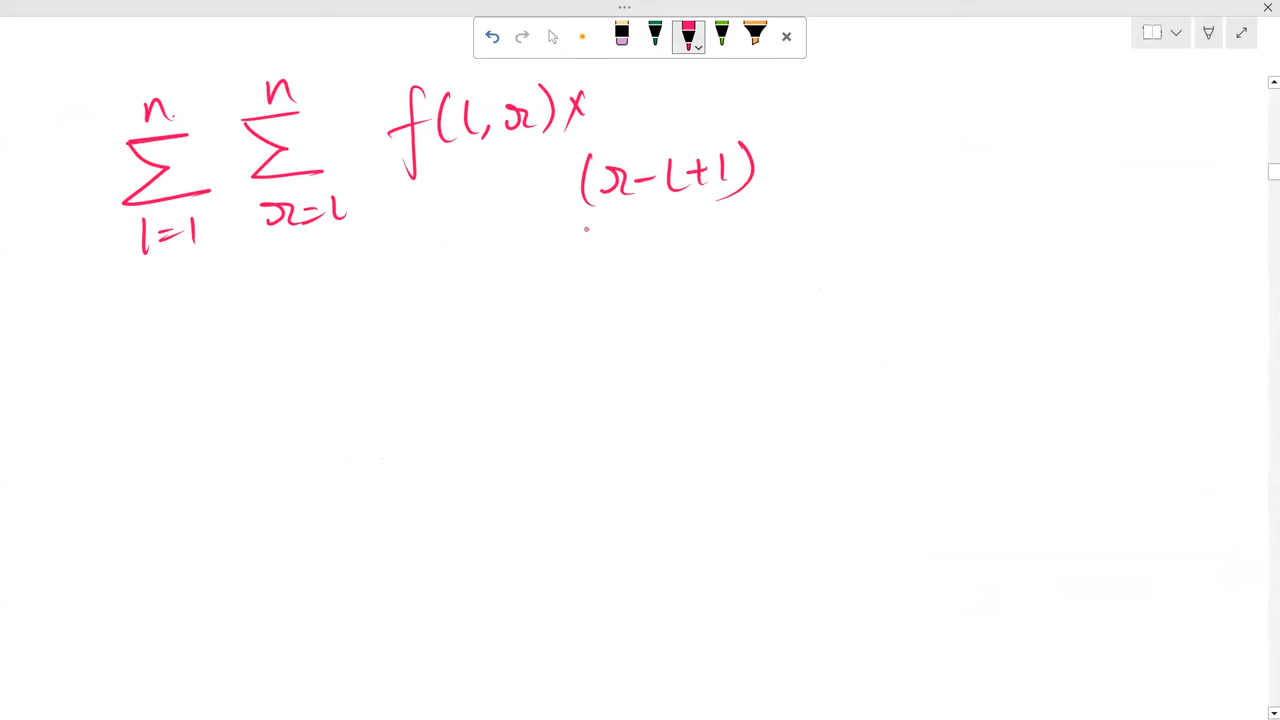 n n f(l,r)×
∑ ∑ (r-l+1)
l=1 r=l